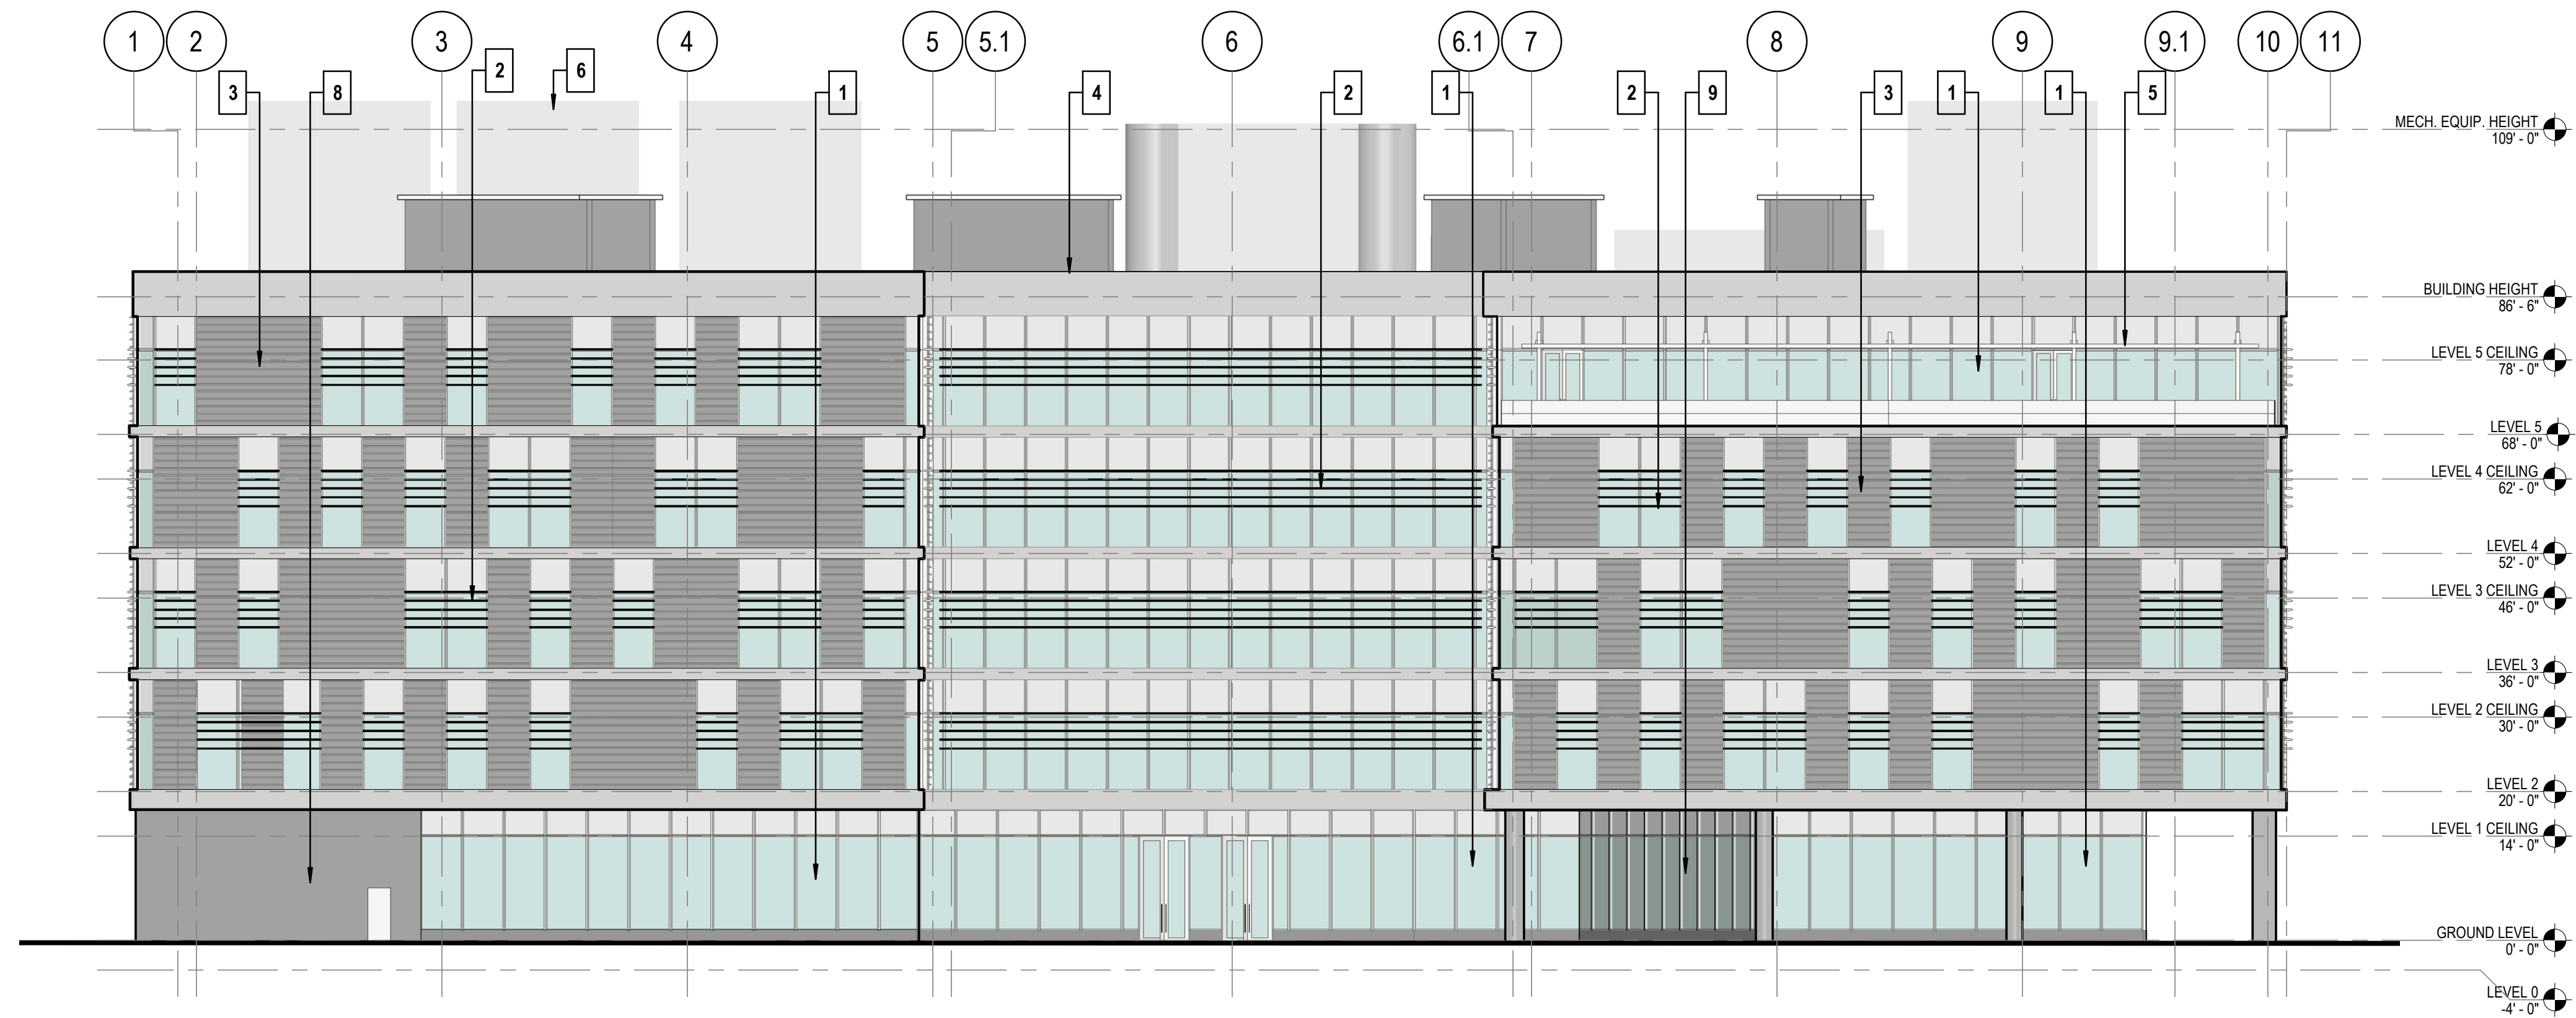 1 2 3 4 5 5.1 6 6.1 7 8 9 9.1 10 11
3 8 2 6 1 4 2 1 2 9 3 1 1 5
MECH. EQUIP. HEIGHT
109' - 0"
BUILDING HEIGHT
86' - 6"
LEVEL 5 CEILING
78' - 0"
LEVEL 5
68' - 0"
LEVEL 4 CEILING
62' - 0"
LEVEL 4
52' - 0"
LEVEL 3 CEILING
46' - 0"
LEVEL 3
36' - 0"
LEVEL 2 CEILING
30' - 0"
LEVEL 2
20' - 0"
LEVEL 1 CEILING
14' - 0"
GROUND LEVEL
0' - 0"
LEVEL 0
-4' - 0"